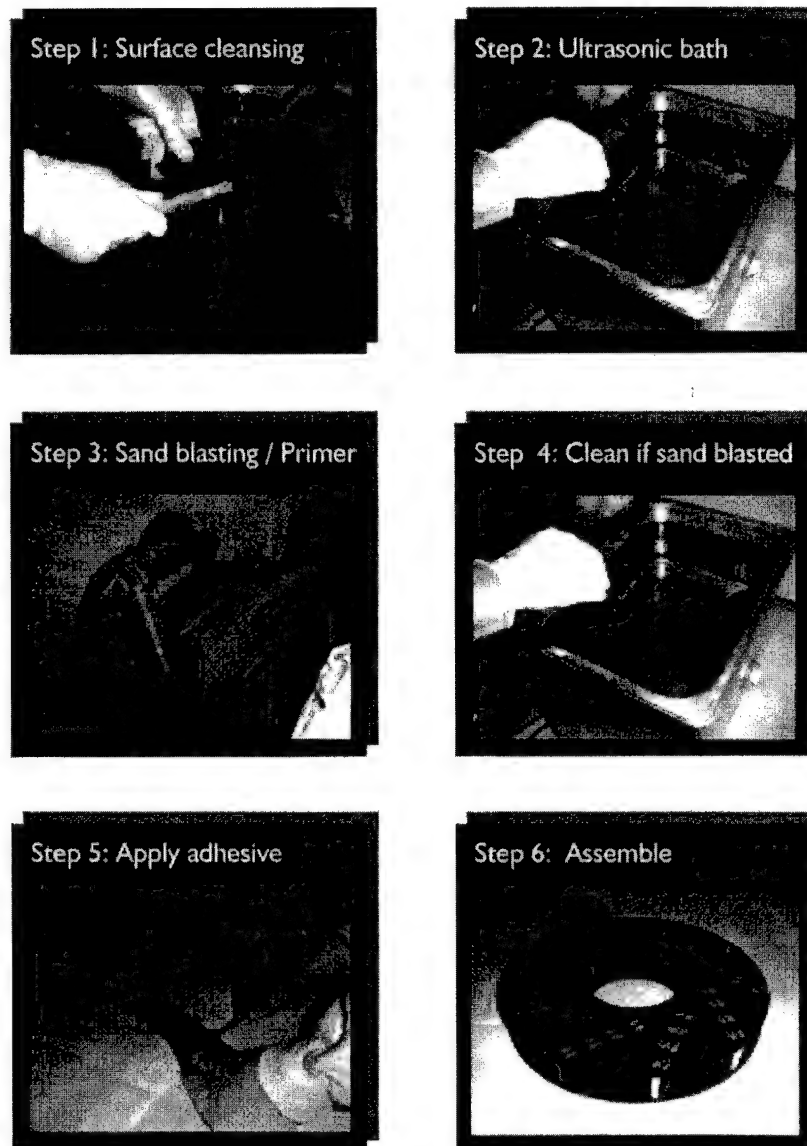 Step 1: Surface cleansing
Step 2: Ultrasonic bath
Step 3: Sand blasting / Primer
Step 4: Clean if sand blasted
Step 5: Apply adhesive
Step 6: Assemble